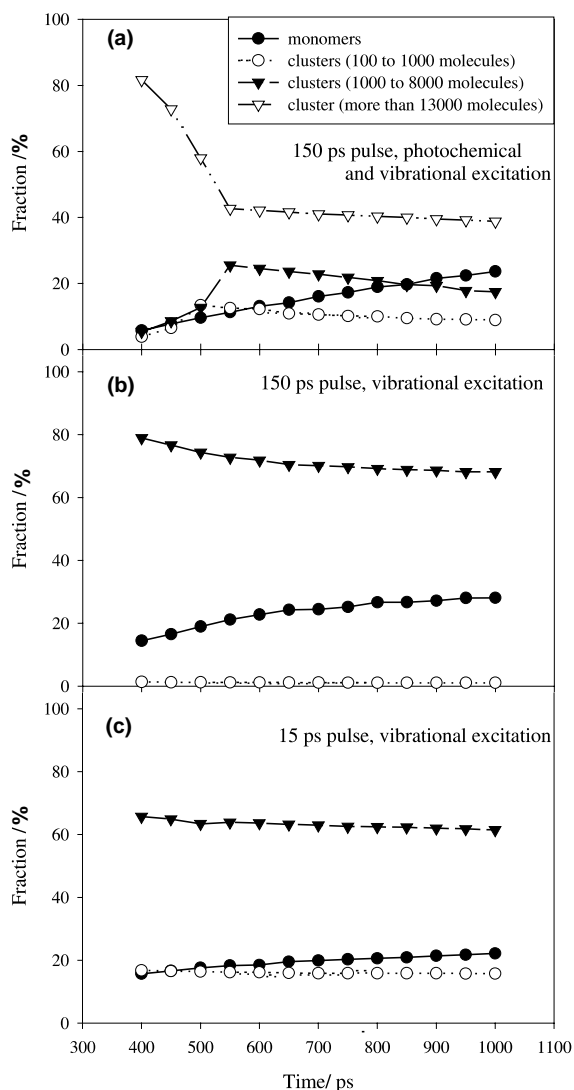 100
(a)
monomers
clusters (100 to 1000 molecules)
clusters (1000 to 8000 molecules)
cluster (more than 13000 molecules)
80
150 ps pulse, photochemical
and vibrational excitation
60
Fraction /%
40
20
0
100
(b)
150 ps pulse, vibrational excitation
80
60
Fraction /%
40
20
0
100
(c)
15 ps pulse, vibrational excitation
80
60
Fraction /%
40
20
0
300 400 500 600 700 800 900 1000 1100
Time/ ps